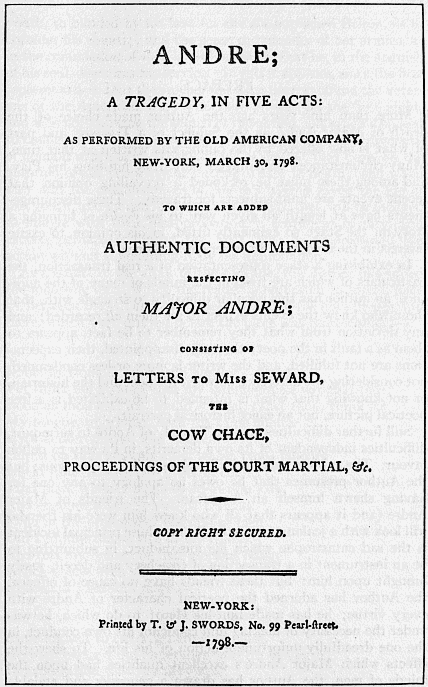 ANDRE;
A TRAGEDY, IN FIVE ACTS:
AS PERFORMED BY THE OLD AMERICAN COMPANY,
NEW-YORK, MARCH 30, 1798.
TO WHICH ARE ADDED
AUTHENTIC DOCUMENTS
RESPECTING
MAJOR ANDRE;
CONSISTING OF
LETTERS TO MISS SEWARD,
THE
COW CHACE,
PROCEEDINGS OF THE COURT MARTIAL, &c.
COPY RIGHT SECURED.
NEW-YORK:
Printed by T. & J. SWORDS, No. 99 Pearl-ſtreet.
—1798.—